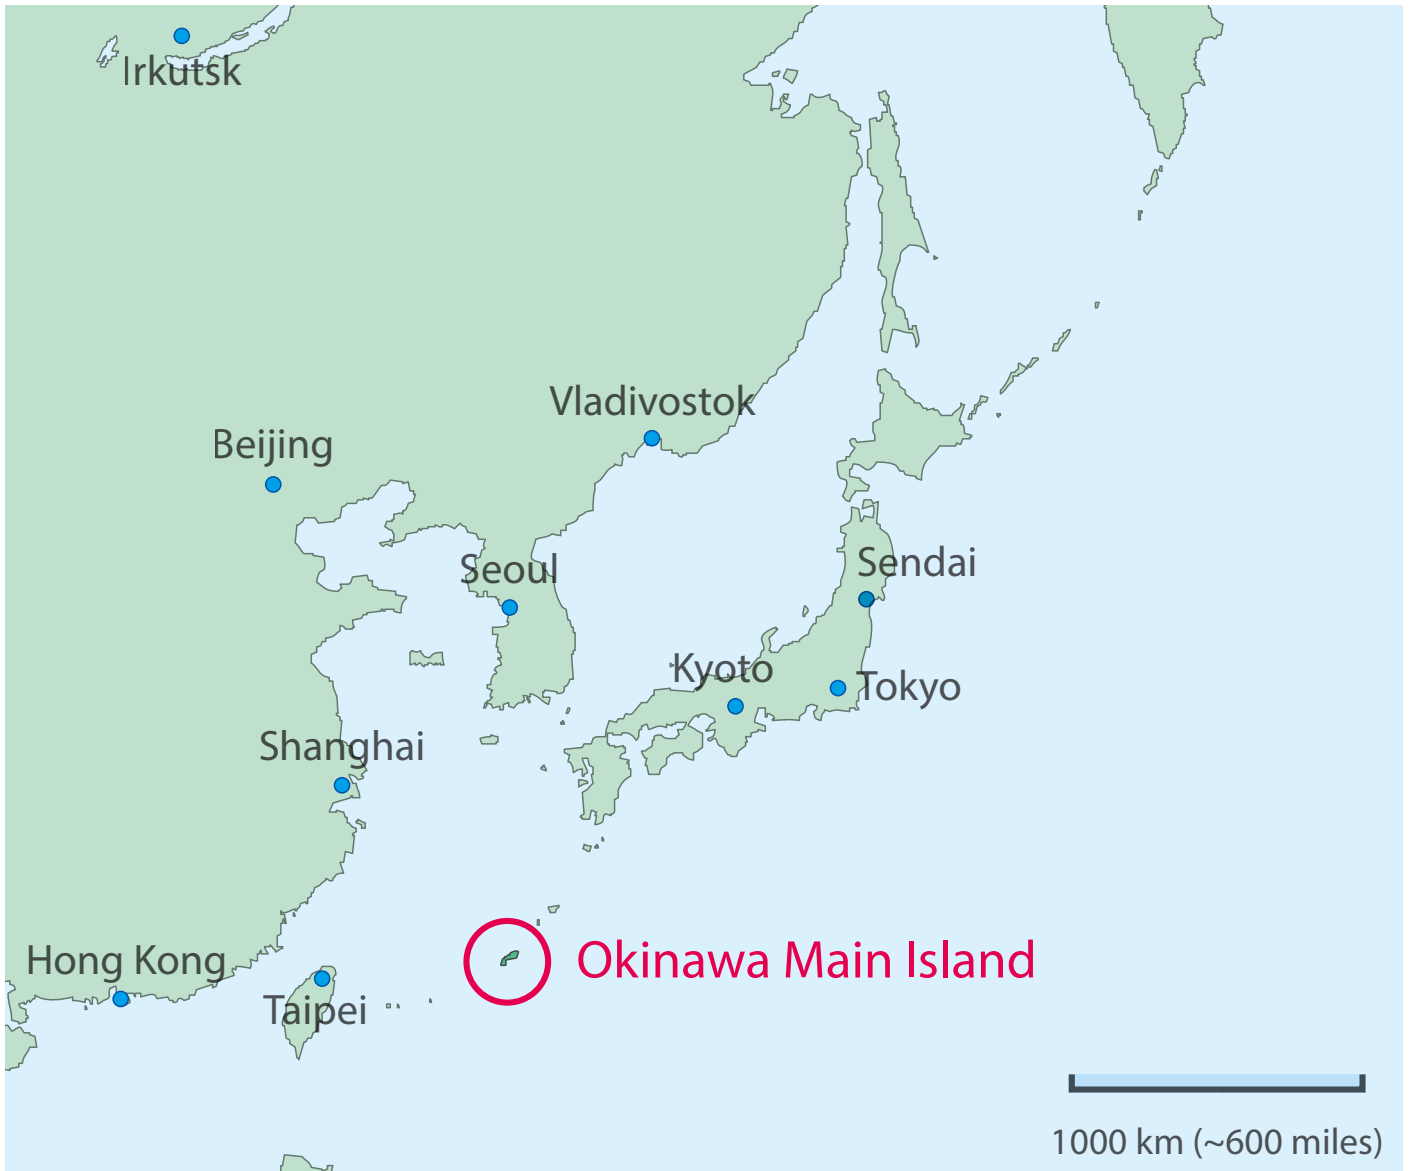 Irkutsk
Vladivostok
Beijing
Seoul
Sendai
Kyoto
Tokyo
Shanghai
Hong Kong
Okinawa Main Island
Taipei
1000 km (~600 miles)